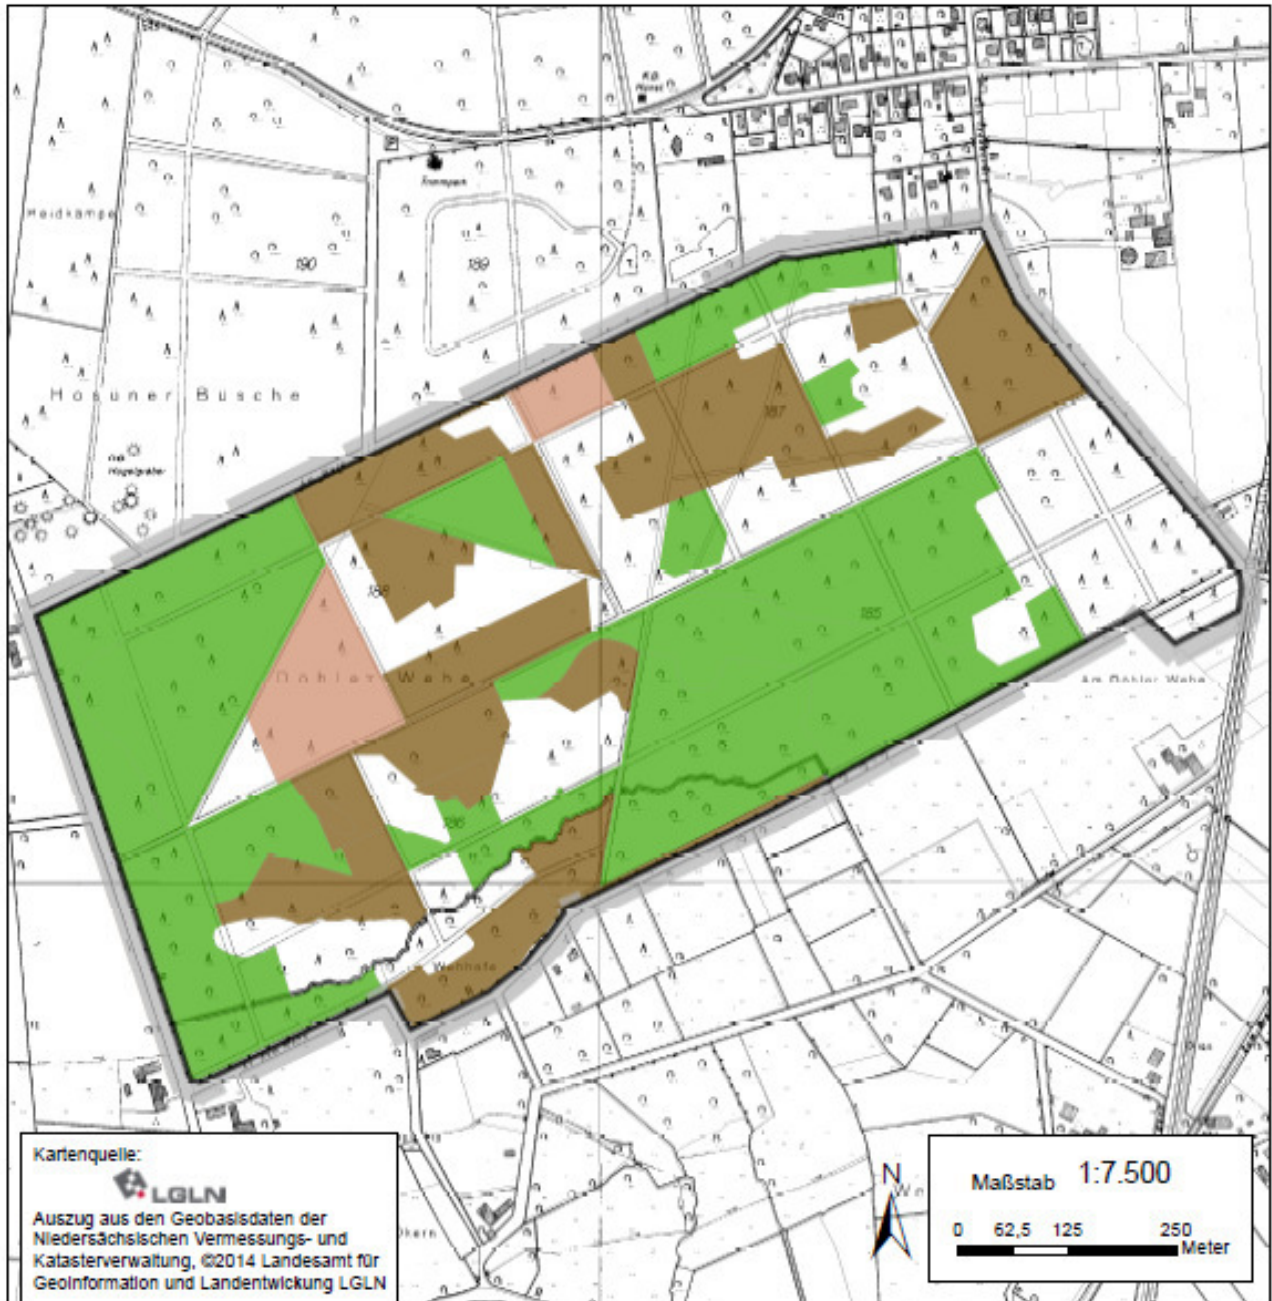 Heidkampe
190
189
Hosuner Büsche
Hügelgräber
187
188
185
Döhler Wehe
Am Döhler Wehe
186
Wehhafe
Kartenquelle:
LGLN
Auszug aus den Geobasisdaten der
Niedersächsischen Vermessungs- und
Katasterverwaltung, ©2014 Landesamt für
Geoinformation und Landentwicklung LGLN
N
Maßstab 1:7.500
0 62,5 125 250
Meter